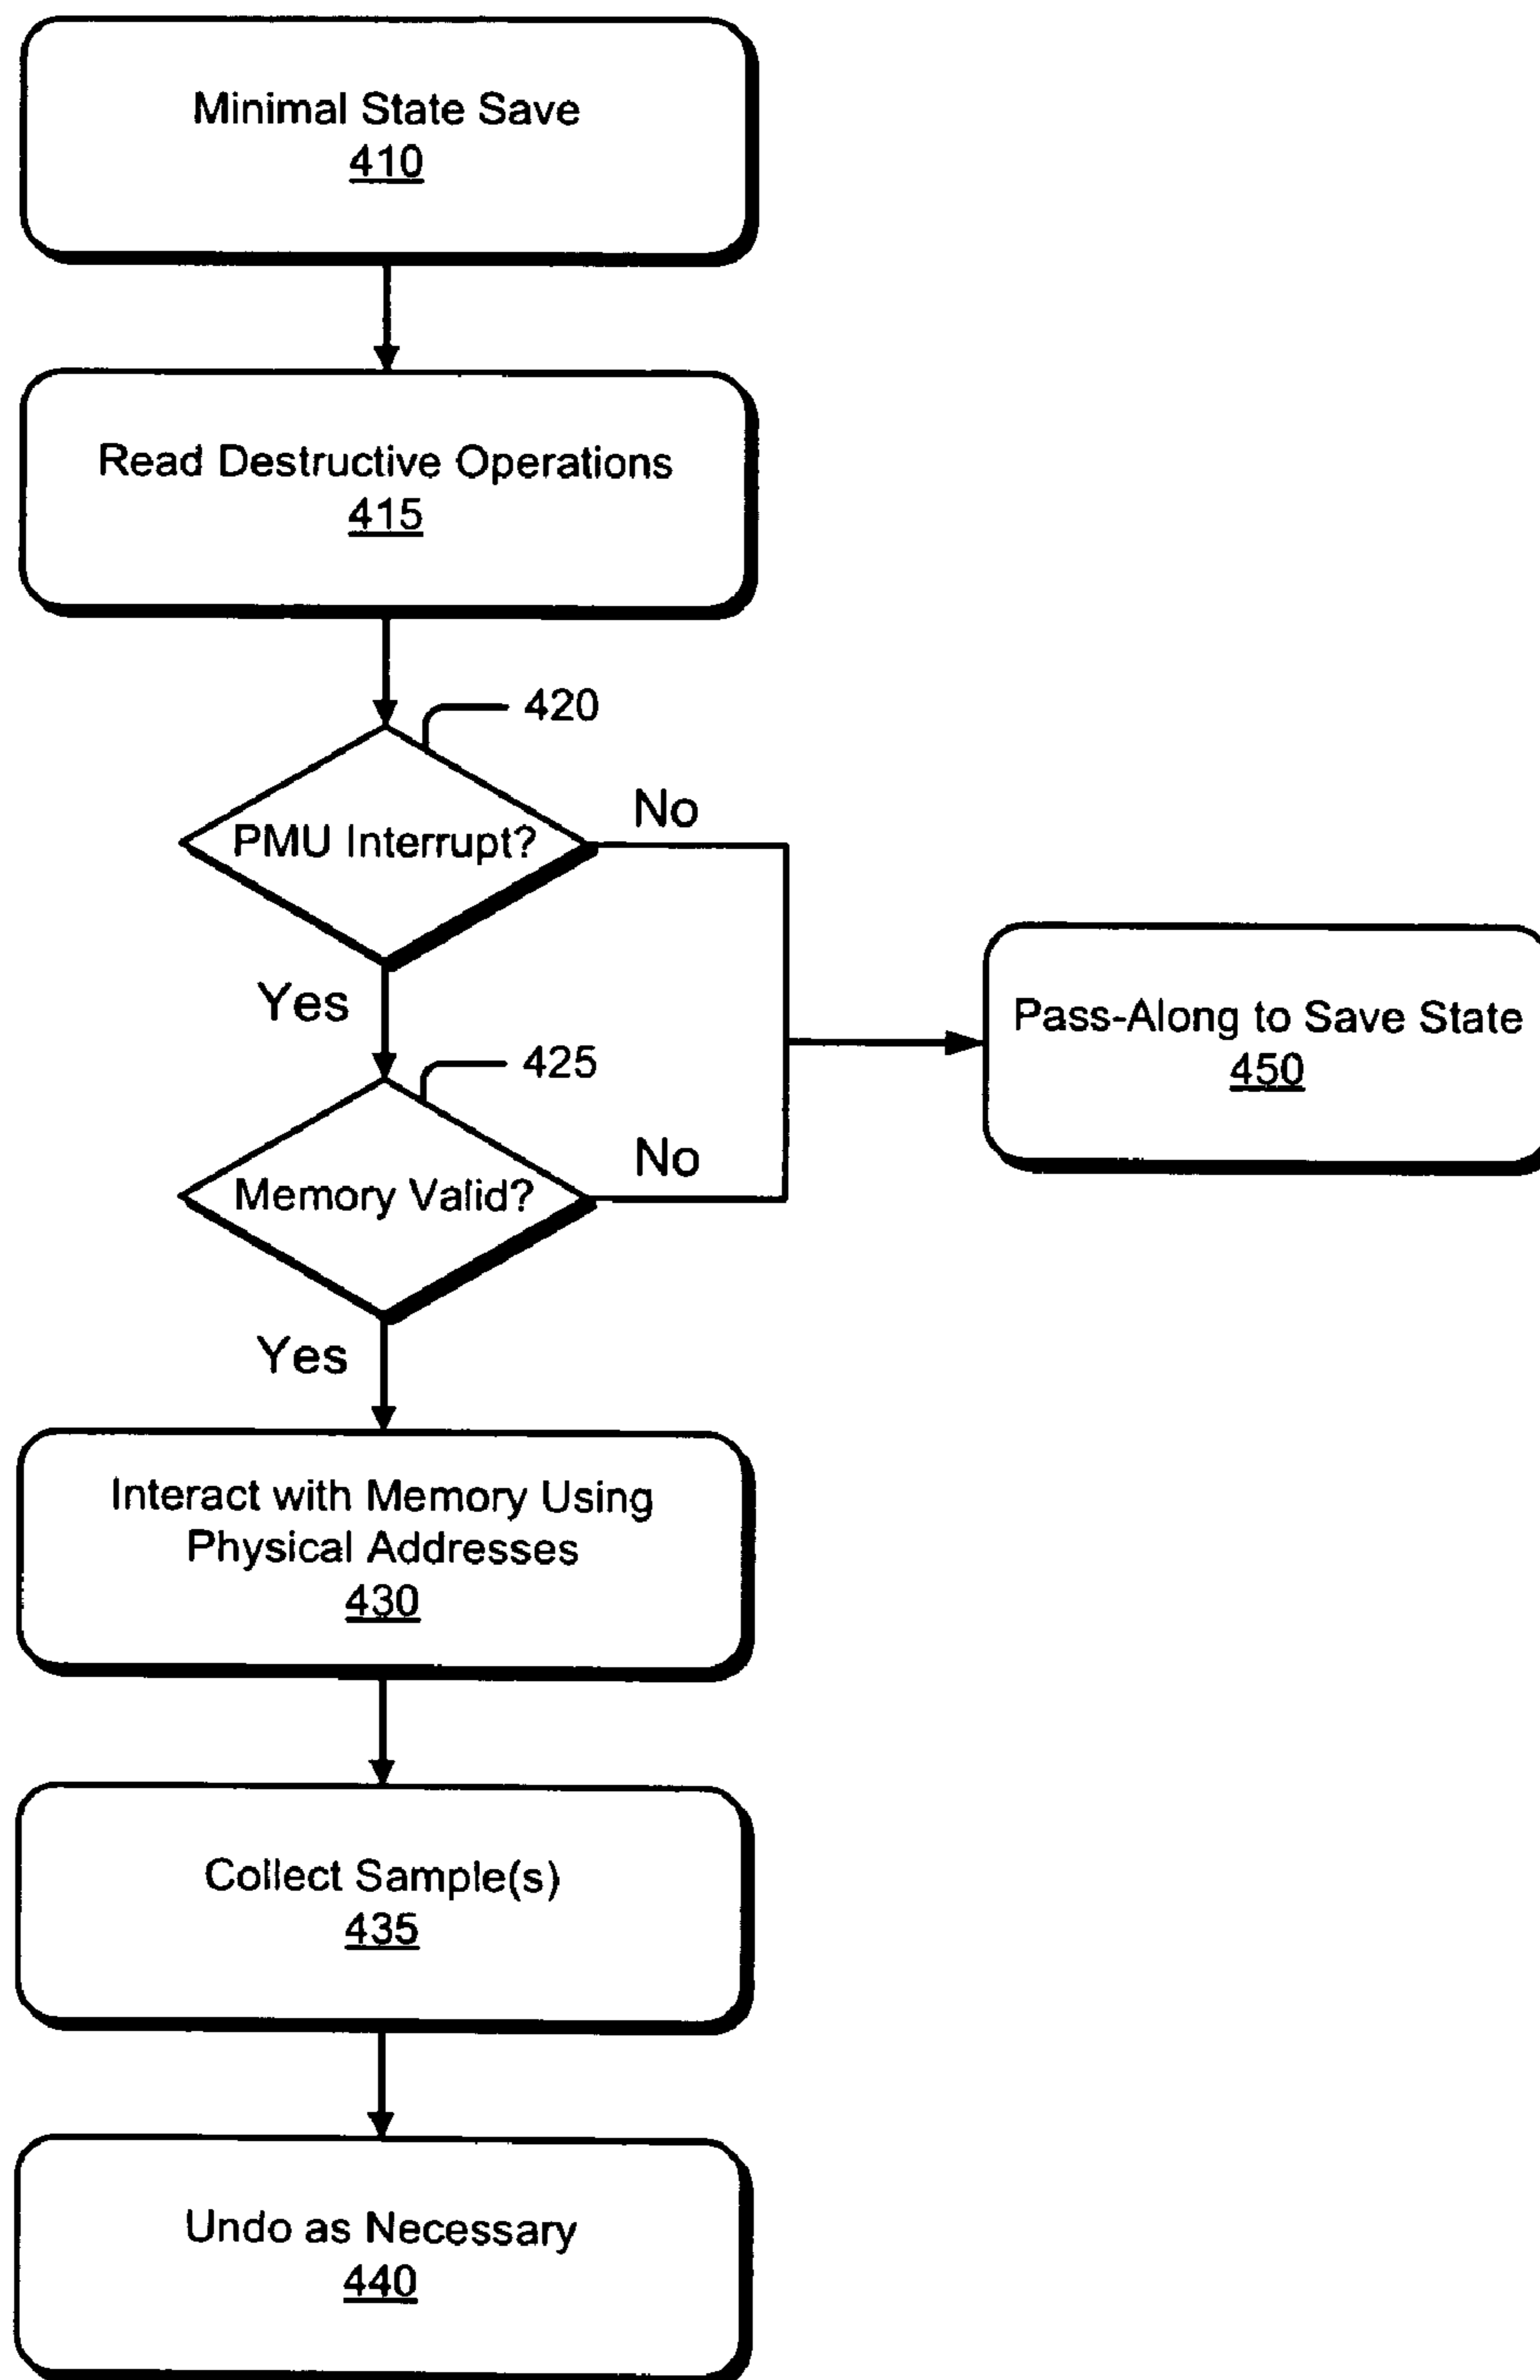 Minimal State Save
410
Read Destructive Operations
415
420
PMU Interrupt?
No
Yes
Pass-Along to Save State
450
425
Memory Valid?
No
Yes
Interact with Memory Using
Physical Addresses
430
Collect Sample(s)
435
Undo as Necessary
440